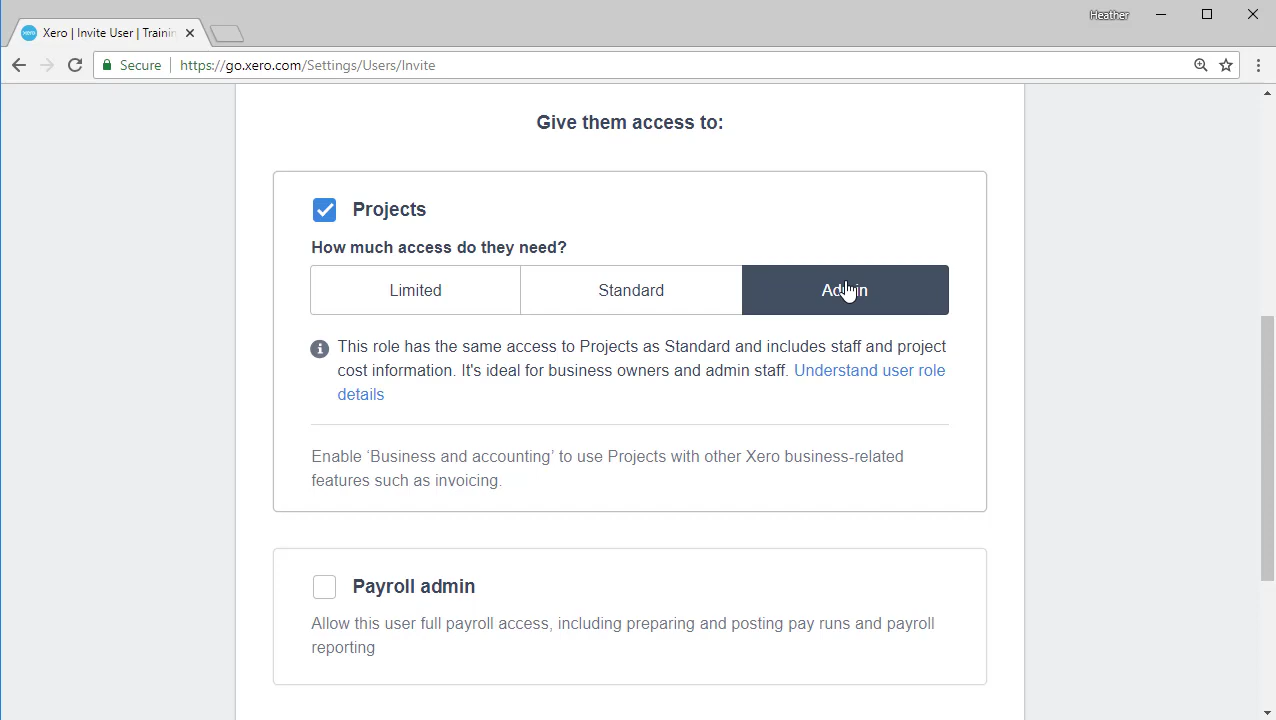 Heather
Xero | Invite User | Trainin
Secure
https://go.xero.com/Settings/Users/Invite
Give them access to:
Projects
How much access do they need?
Limited
Standard
Admin
This role has the same access to Projects as Standard and includes staff and project
cost information. It's ideal for business owners and admin staff. Understand user role
details
Enable ‘Business and accounting’ to use Projects with other Xero business-related
features such as invoicing.
Payroll admin
Allow this user full payroll access, including preparing and posting pay runs and payroll
reporting